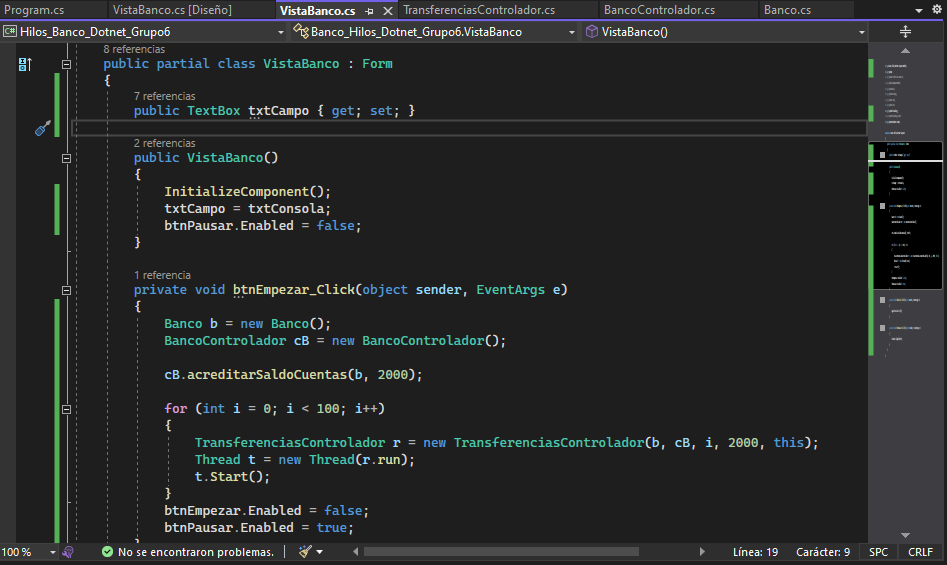 Program.cs VistaBanco.cs [Diseño] VistaBanco.cs TransferenciasControlador.cs BancoControlador.cs Banco.cs
Hilos_Banco_Dotnet_Grupo6 Banco_Hilos_Dotnet_Grupo6.VistaBanco VistaBanco()
8 referencias
public partial class VistaBanco : Form
{
7 referencias
public TextBox txtCampo { get; set; }
2 referencias
public VistaBanco()
{
InitializeComponent();
txtCampo = txtConsola;
btnPausar.Enabled = false;
}
1 referencia
private void btnEmpezar_Click(object sender, EventArgs e)
{
Banco b = new Banco();
BancoControlador cB = new BancoControlador();
cB.acreditarSaldoCuentas(b, 2000);
for (int i = 0; i < 100; i++)
{
TransferenciasControlador r = new TransferenciasControlador(b, cB, i, 2000, this);
Thread t = new Thread(r.run);
t.Start();
}
btnEmpezar.Enabled = false;
btnPausar.Enabled = true;
100 % No se encontraron problemas. Línea: 19 Carácter: 9 SPC CRLF